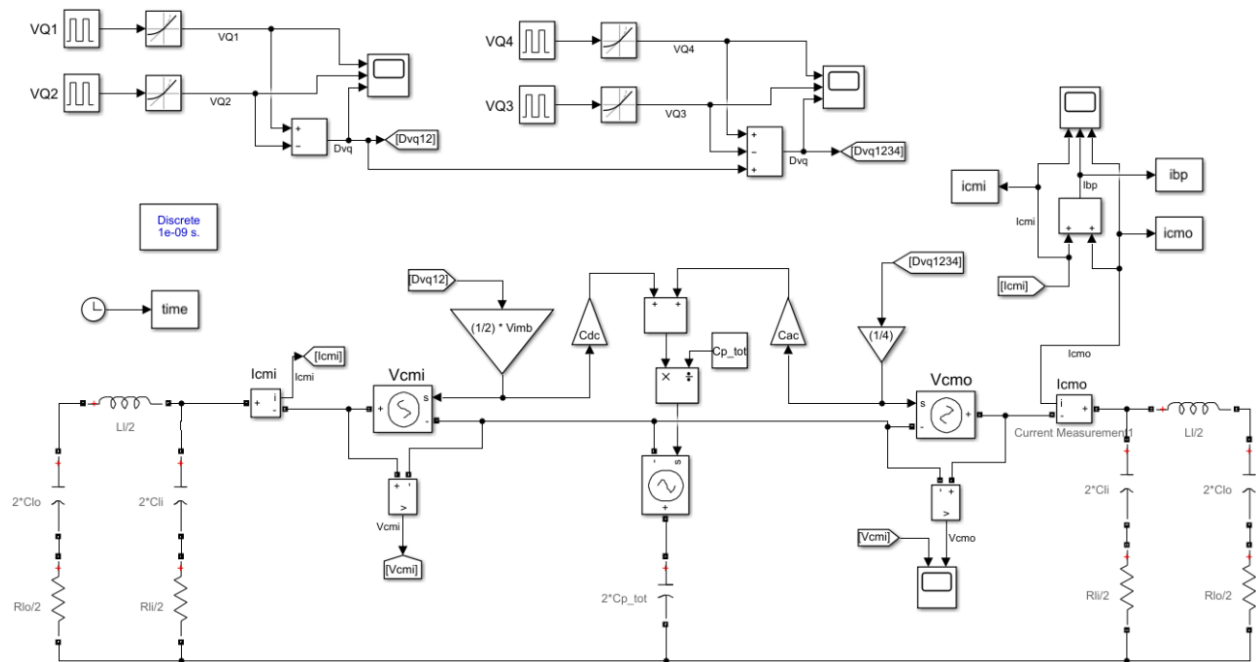 VQ1
VQ1
VQ2
VQ2
+
−
Dvq
[Dvq12]
VQ4
VQ4
VQ3
VQ3
+
−
+
Dvq
[Dvq1234]
Discrete
1e-09 s.
time
icmi
Icmi
Ibp
ibp
+ +
icmo
[Icmi]
Icmo
[Dvq12]
(1/2) * Vimb
Cdc
+ +
Cp_tot
× ÷
Cac
[Dvq1234]
(1/4)
Icmi
[Icmi]
Icmi
+ i -
Vcmi
+ s -
Vcmo
s - +
Icmo
i - +
Current Measurement1
Ll/2
Ll/2
+ -
v
Vcmi
[Vcmi]
- s
+
- +
v
Vcmo
[Vcmi]
2*Clo
2*Cli
2*Cp_tot
2*Cli
2*Clo
Rlo/2
Rli/2
Rli/2
Rlo/2